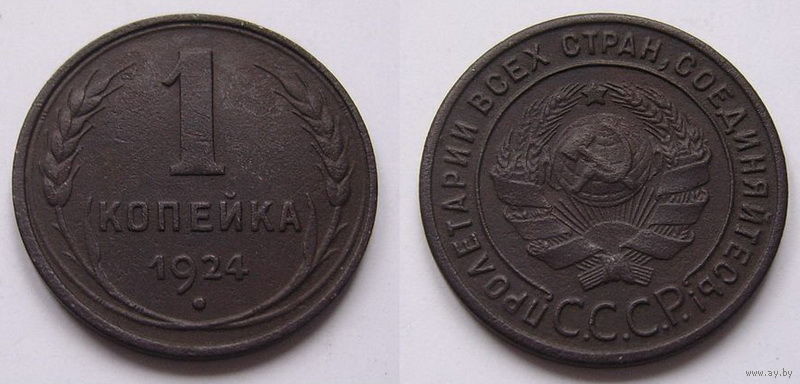 1
КОПЕЙКА
1924
ПРОЛЕТАРИИ ВСЕХ СТРАН, СОЕДИНЯЙТЕСЬ!
С.С.С.Р.
www.ay.by